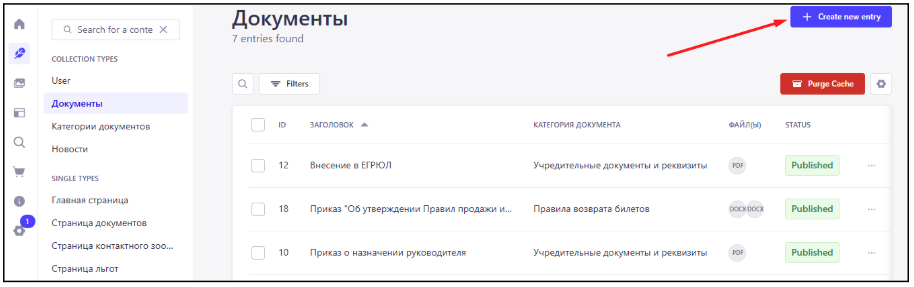 Search for a conte
COLLECTION TYPES
User
Документы
Категории документов
Новости
SINGLE TYPES
Главная страница
Страница документов
Страница контактного зоо...
Страница льгот
1
Документы
7 entries found
Create new entry
Filters
Purge Cache
ID ЗАГОЛОВОК КАТЕГОРИЯ ДОКУМЕНТА ФАЙЛ(Ы) STATUS
12 Внесение в ЕГРЮЛ Учредительные документы и реквизиты PDF Published
18 Приказ "Об утверждении Правил продажи и... Правила возврата билетов DOCX DOCX Published
10 Приказ о назначении руководителя Учредительные документы и реквизиты PDF Published